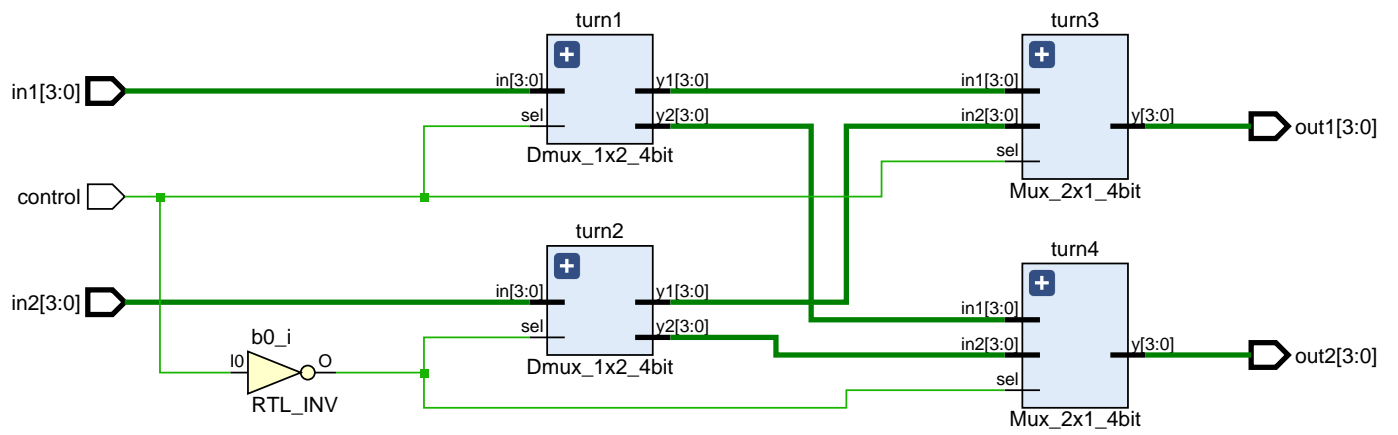 turn1
in[3:0]
y1[3:0]
sel
y2[3:0]
Dmux_1x2_4bit
turn3
in1[3:0]
in2[3:0]
y[3:0]
sel
Mux_2x1_4bit
in1[3:0]
out1[3:0]
control
turn2
in[3:0]
y1[3:0]
sel
y2[3:0]
Dmux_1x2_4bit
turn4
in1[3:0]
in2[3:0]
y[3:0]
sel
Mux_2x1_4bit
in2[3:0]
out2[3:0]
b0_i
I0
O
RTL_INV